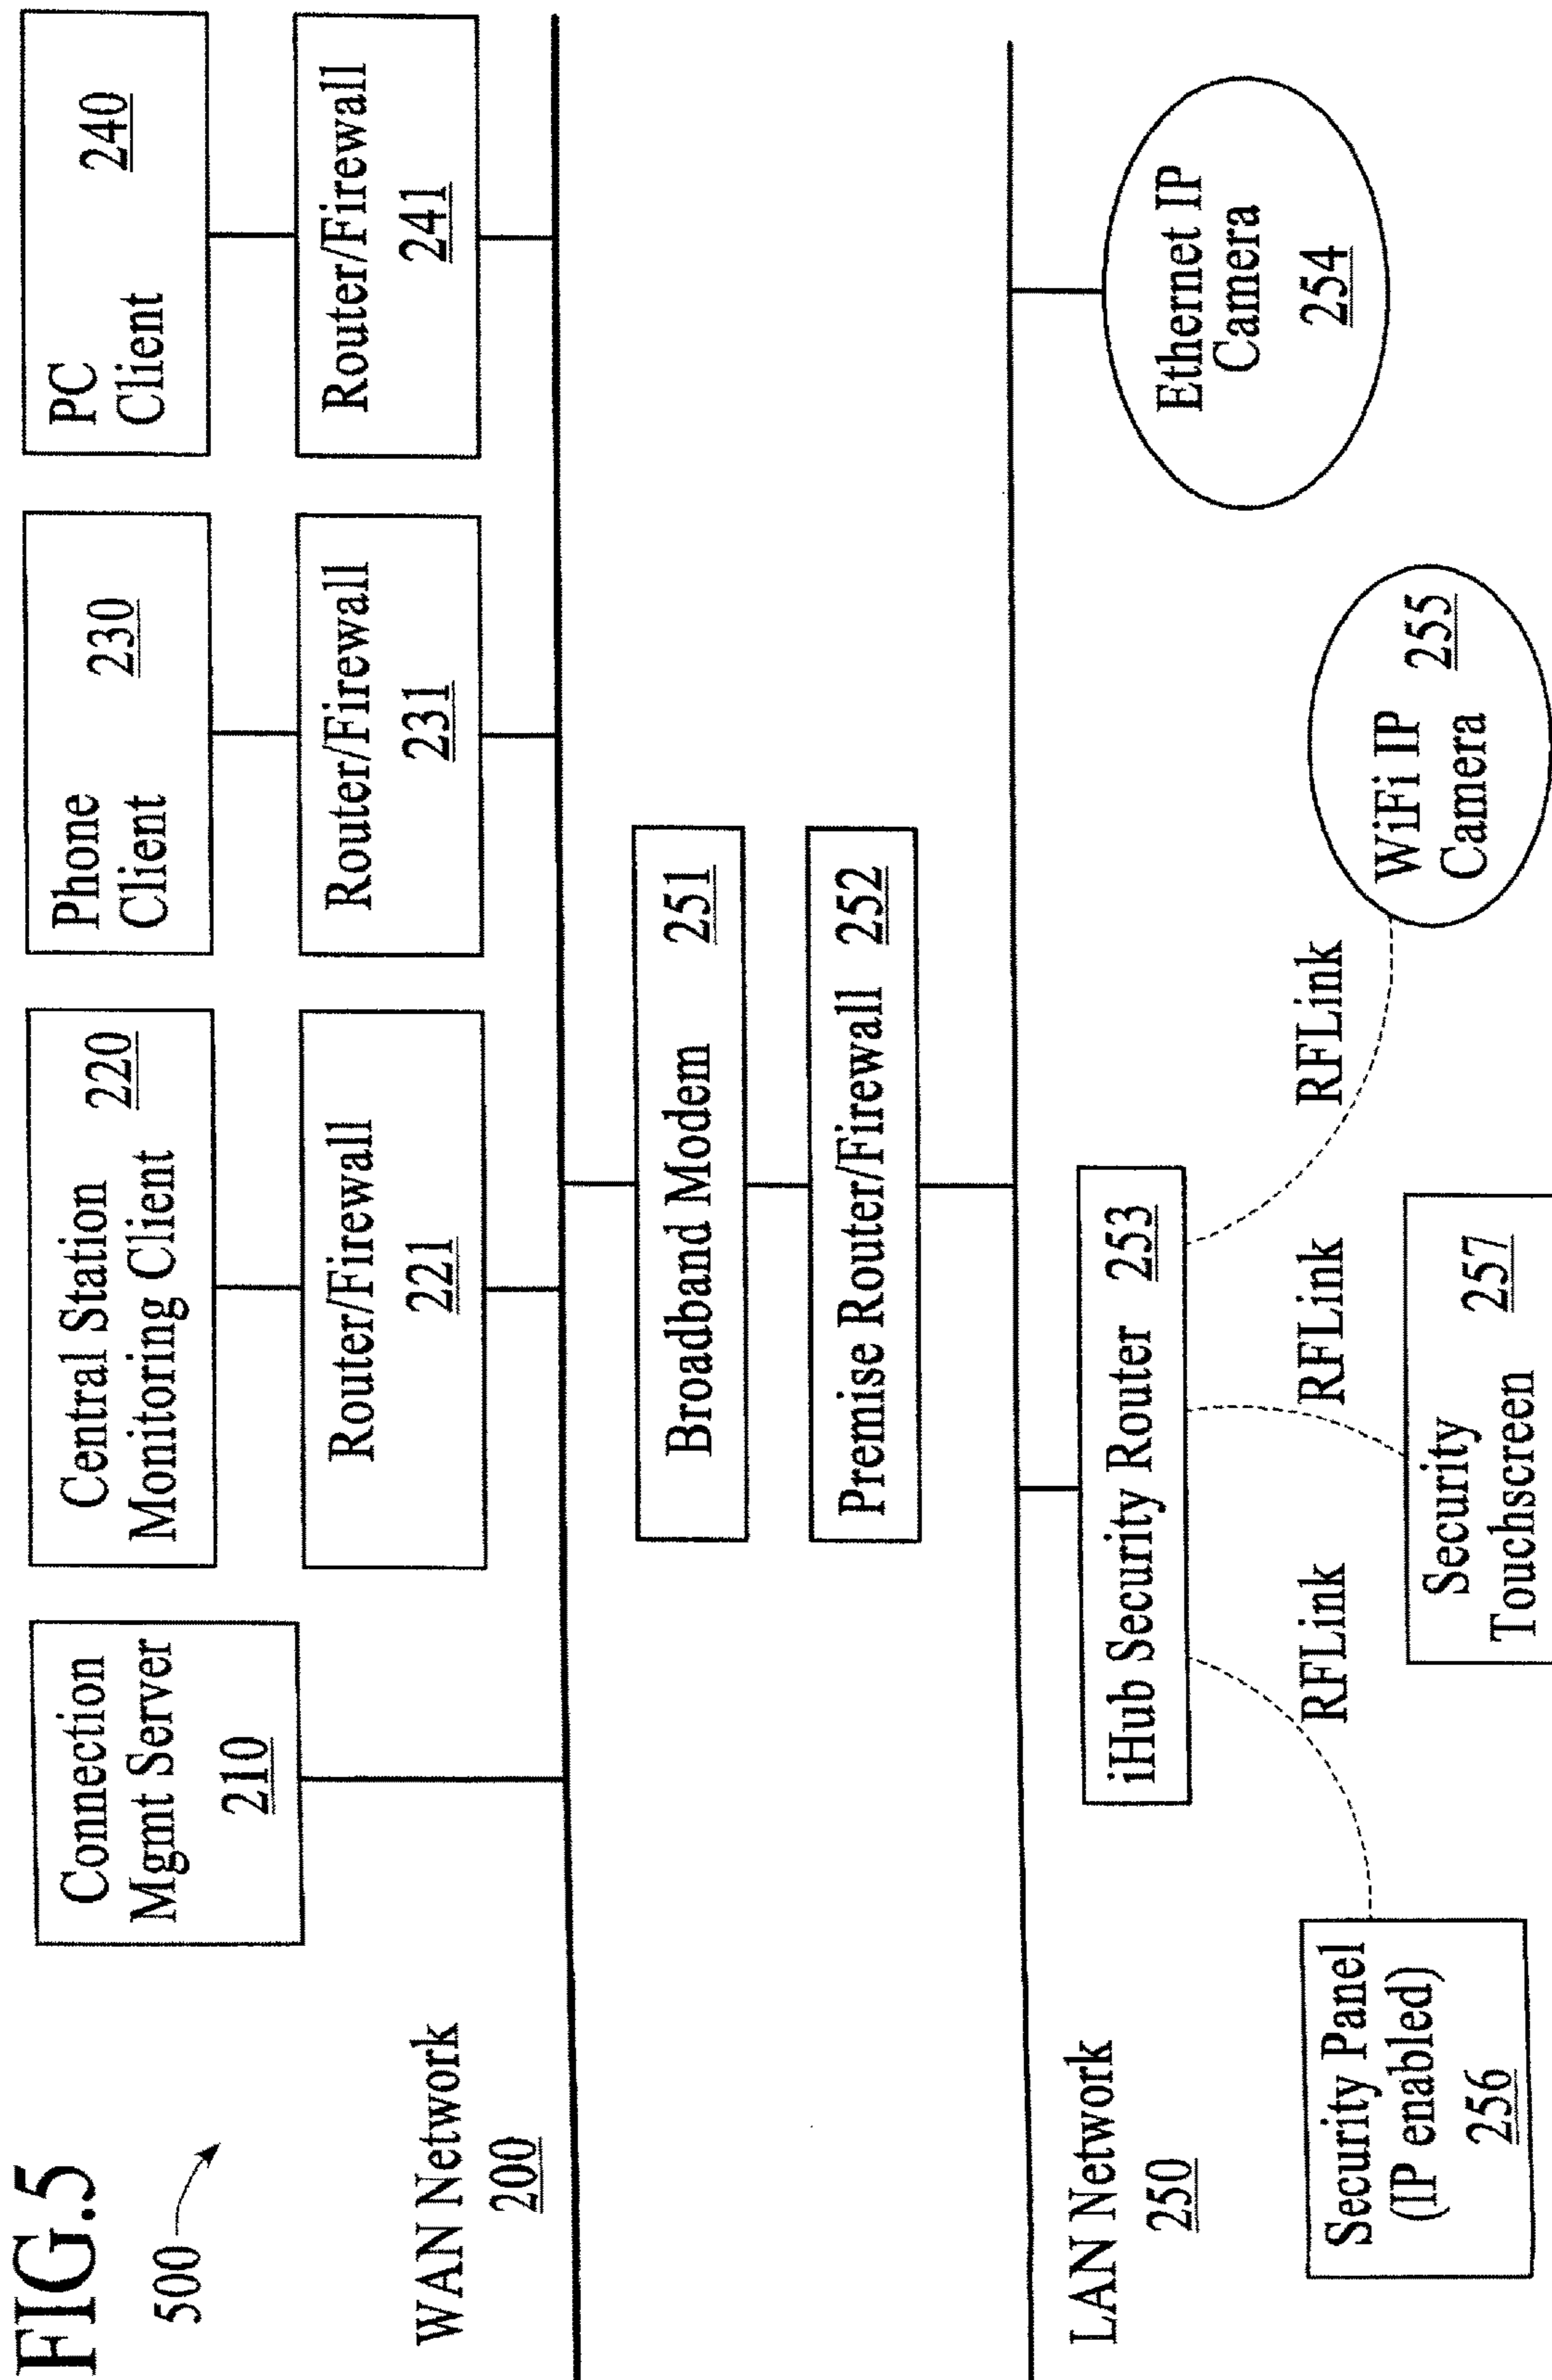 FIG.5
500
Connection
Mgmt Server
210
Central Station
Monitoring Client
220
Phone
Client
230
PC
Client
240
Router/Firewall
221
Router/Firewall
231
Router/Firewall
241
WAN Network
200
Broadband Modem 251
Premise Router/Firewall 252
LAN Network
250
iHub Security Router 253
RFLink
RFLink
RFLink
Security Panel
(IP enabled)
256
Security
Touchscreen
257
WiFi IP
Camera
255
Ethernet IP
Camera
254